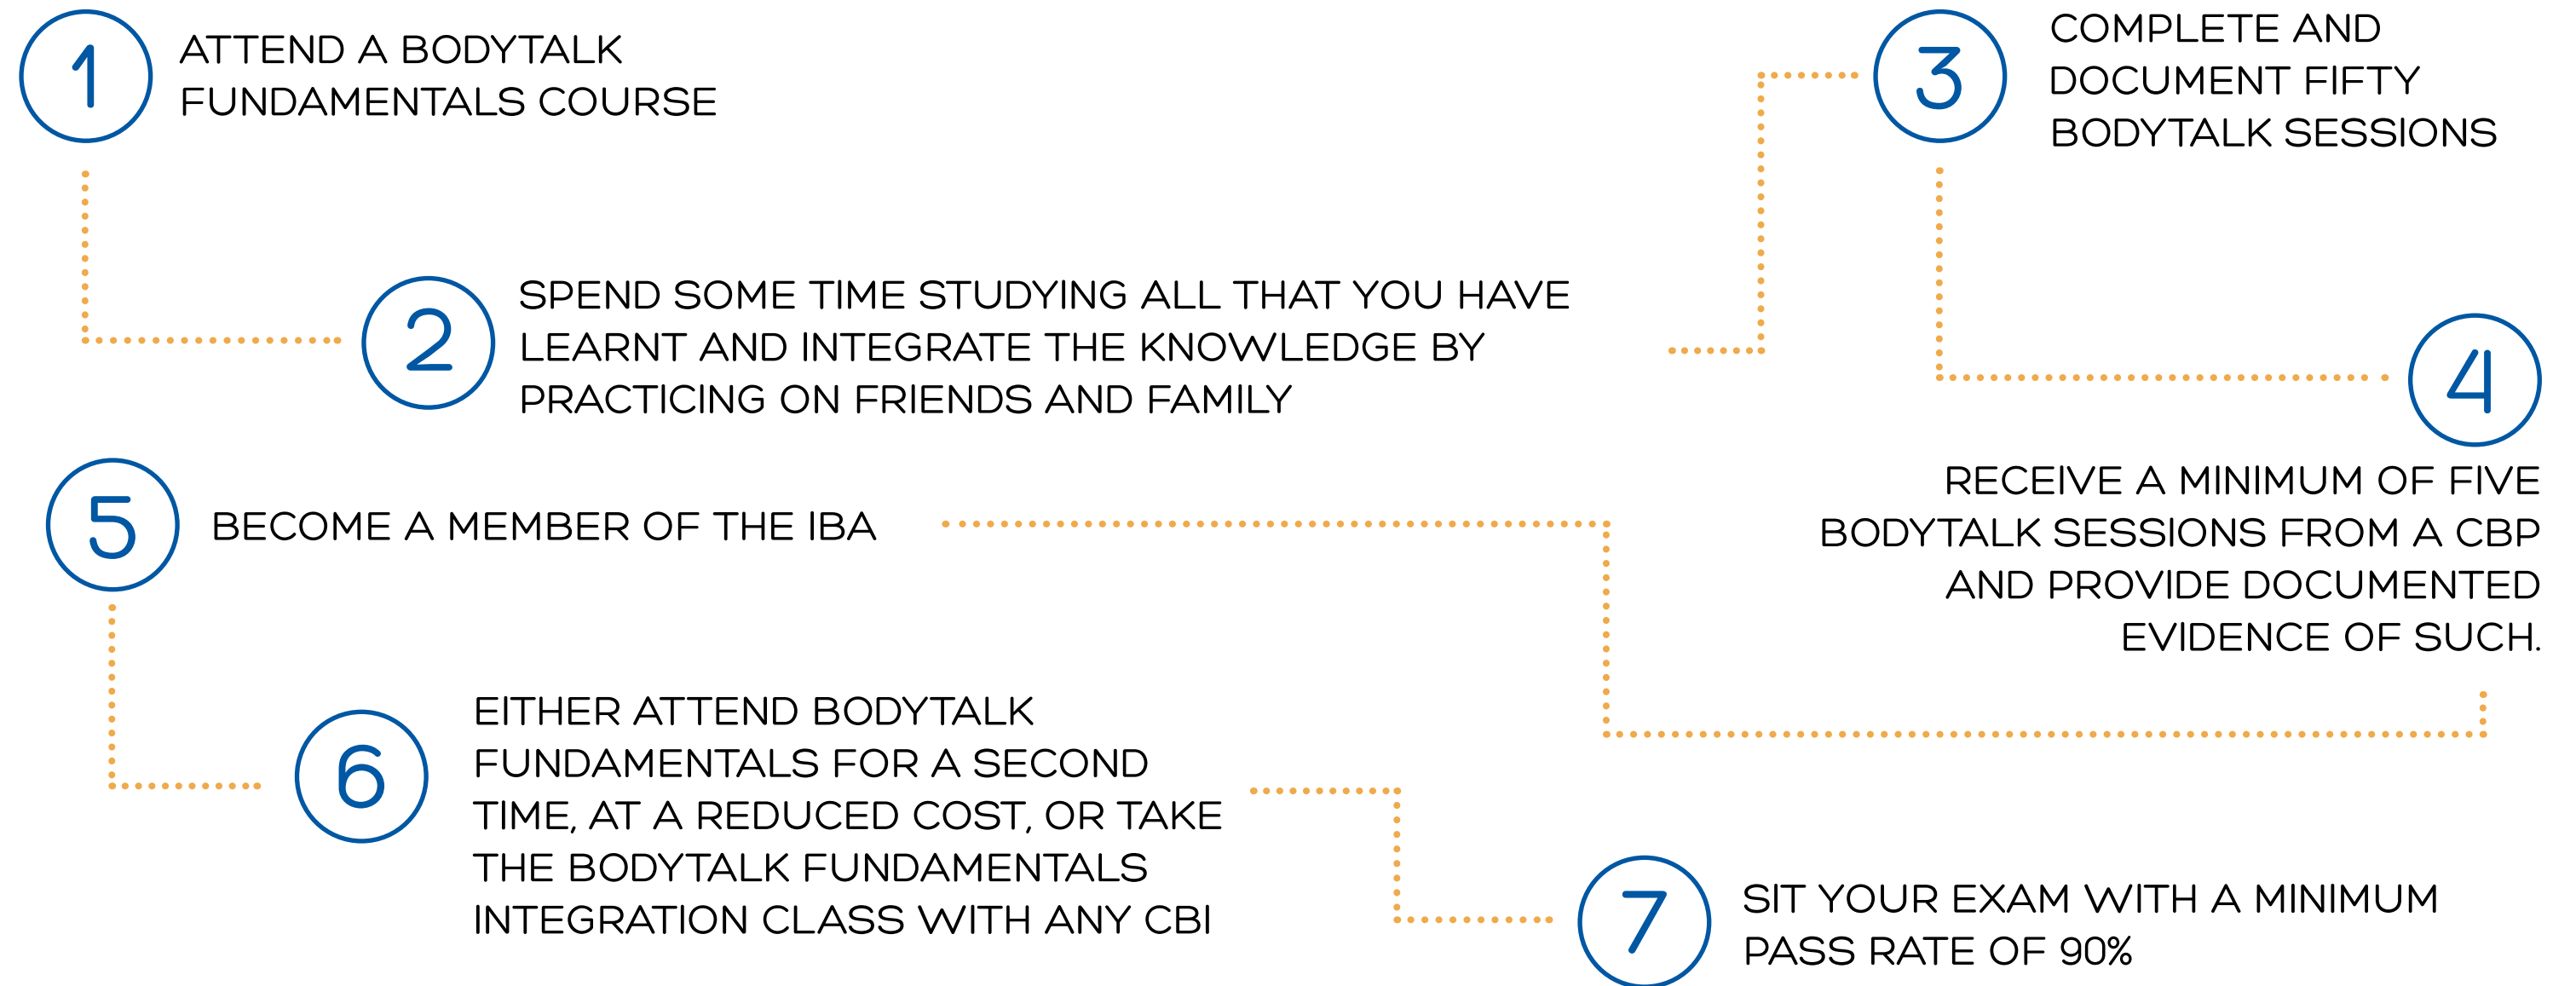 1
ATTEND A BODYTALK
FUNDAMENTALS COURSE
2
SPEND SOME TIME STUDYING ALL THAT YOU HAVE
LEARNT AND INTEGRATE THE KNOWLEDGE BY
PRACTICING ON FRIENDS AND FAMILY
3
COMPLETE AND
DOCUMENT FIFTY
BODYTALK SESSIONS
4
RECEIVE A MINIMUM OF FIVE
BODYTALK SESSIONS FROM A CBP
AND PROVIDE DOCUMENTED
EVIDENCE OF SUCH.
5
BECOME A MEMBER OF THE IBA
6
EITHER ATTEND BODYTALK
FUNDAMENTALS FOR A SECOND
TIME, AT A REDUCED COST, OR TAKE
THE BODYTALK FUNDAMENTALS
INTEGRATION CLASS WITH ANY CBI
7
SIT YOUR EXAM WITH A MINIMUM
PASS RATE OF 90%